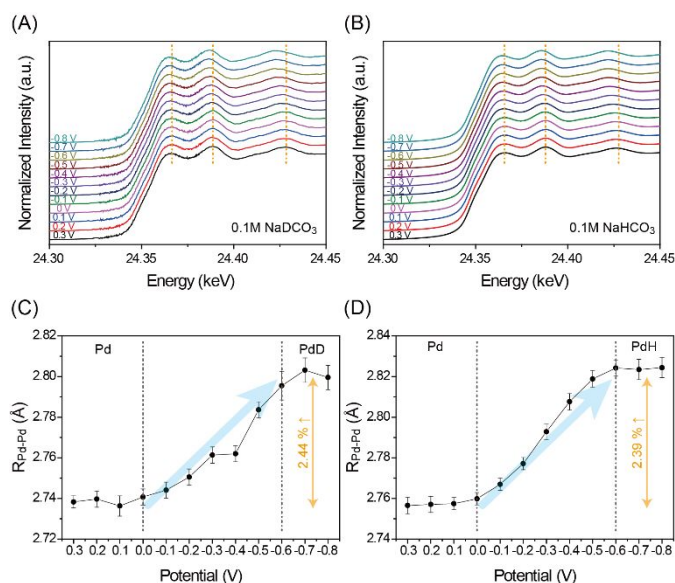 (A)
Normalized Intensity (a.u.)
-0.8 V
-0.7 V
-0.6 V
-0.5 V
-0.4 V
-0.3 V
-0.2 V
-0.1 V
0 V
0.1 V
0.2 V
0.3 V
0.1M NaDCO₃
24.30 24.35 24.40 24.45
Energy (keV)
(B)
Normalized Intensity (a.u.)
-0.8 V
-0.7 V
-0.6 V
-0.5 V
-0.4 V
-0.3 V
-0.2 V
-0.1 V
0 V
0.1 V
0.2 V
0.3 V
0.1M NaHCO₃
24.30 24.35 24.40 24.45
Energy (keV)
(C)
Pd PdD
2.82
2.80
2.78
2.76
2.74
2.72
R Pd-Pd (Å)
2.44 % ↑
0.3 0.2 0.1 0.0 -0.1 -0.2 -0.3 -0.4 -0.5 -0.6 -0.7 -0.8
Potential (V)
(D)
Pd PdH
2.84
2.82
2.80
2.78
2.76
2.74
R Pd-Pd (Å)
2.39 % ↑
0.3 0.2 0.1 0.0 -0.1 -0.2 -0.3 -0.4 -0.5 -0.6 -0.7 -0.8
Potential (V)